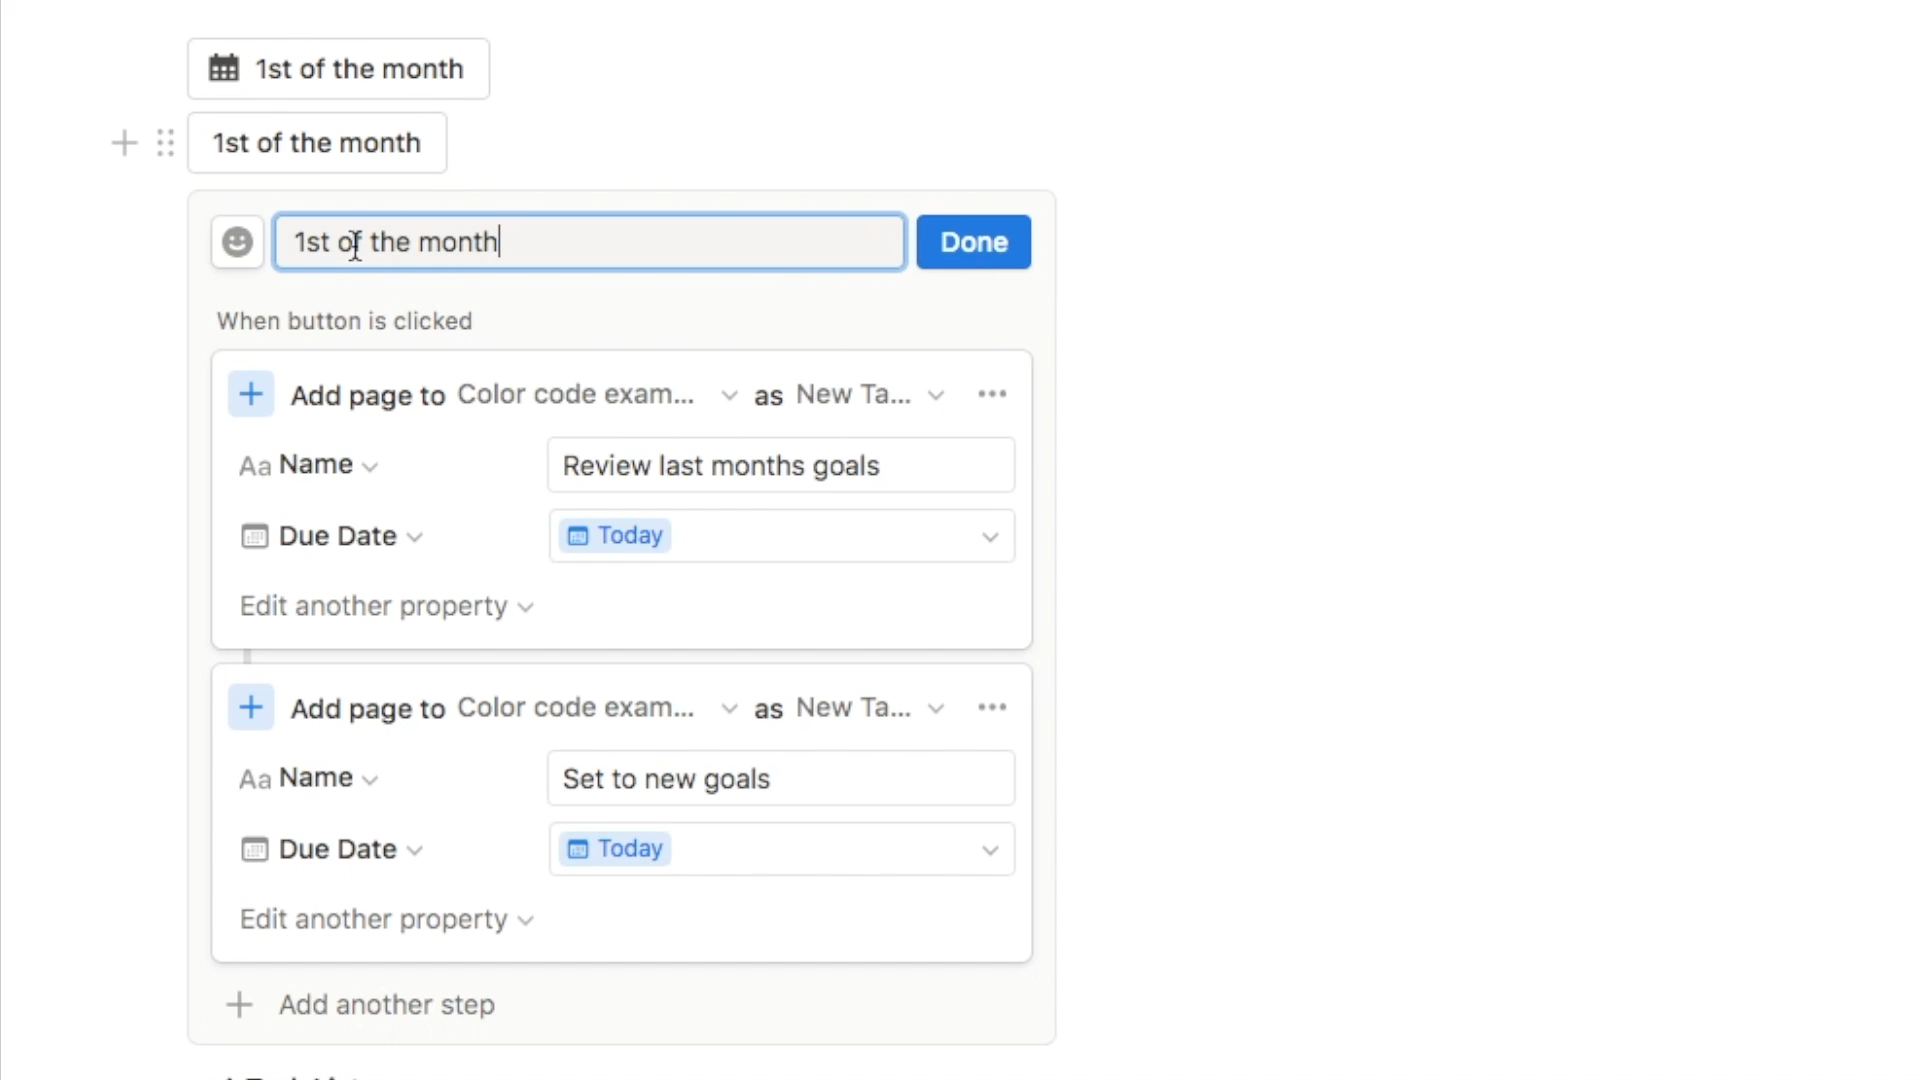 1st of the month
1st of the month
1st of the month Done
When button is clicked
Add page to Color code exam... as New Ta...
Aa Name Review last months goals
Due Date Today
Edit another property
Add page to Color code exam... as New Ta...
Aa Name Set to new goals
Due Date Today
Edit another property
Add another step